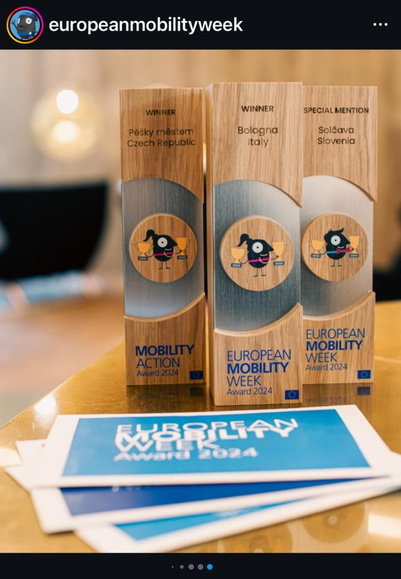 europeanmobilityweek
WINNER
Pěšky městem
Czech Republic
MOBILITY
ACTION
Award 2024
WINNER
Bologna
Italy
EUROPEAN
MOBILITY
WEEK
Award 2024
SPECIAL MENTION
Solčava
Slovenia
EUROPEAN
MOBILITY
WEEK
Award 2024
EUROPEAN
MOBILITY
WEEK
Award 2024